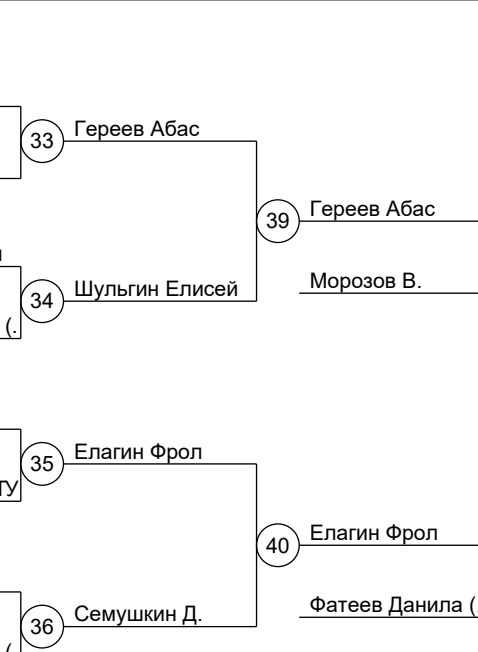 33 Гереев Абас
39 Гереев Абас
Морозов В.
34 Шульгин Елисей
(.
35 Елагин Фрол
ТУ
40 Елагин Фрол
Фатеев Данила (.
36 Семушкин Д.